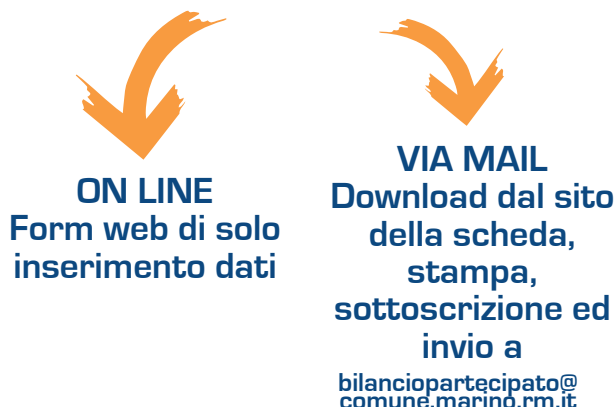 ON LINE
Form web di solo
inserimento dati
VIA MAIL
Download dal sito
della scheda,
stampa,
sottoscrizione ed
invio a
bilanciopartecipato@
comune.marino.rm.it